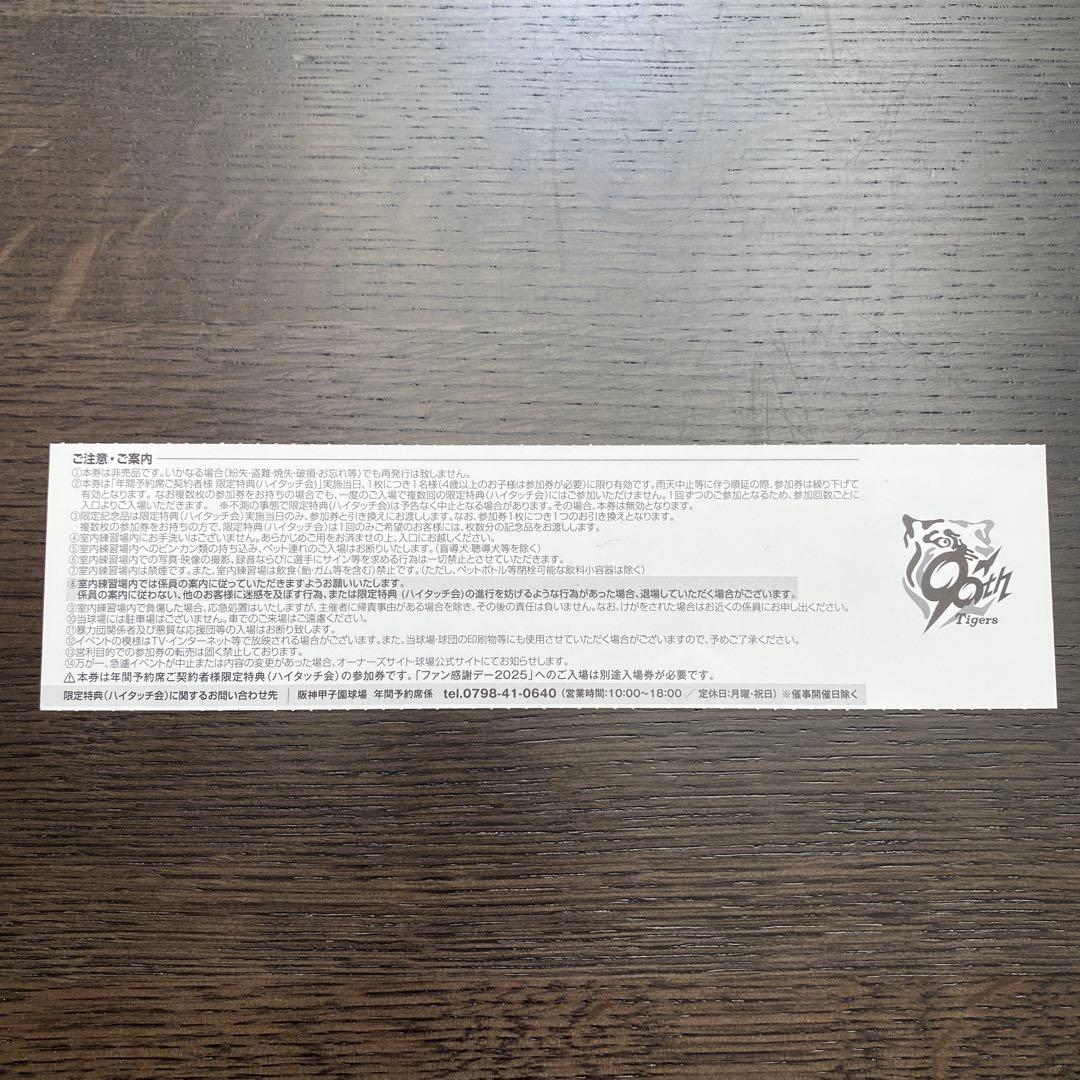 ご注意・ご案内
①本券は非売品です。いかなる場合(紛失・盗難・焼失・破損・お忘れ等)でも再発行は致しません。
②本券は「年間予約席ご契約者様 限定特典(ハイタッチ会)」実施当日、1枚につき1名様(4歳以上のお子様は参加券が必要)に限り有効です。雨天中止等に伴う順延の際、参加券は繰り下げて
有効となります。なお複数枚の参加券をお持ちの場合でも、一度のご入場で複数回の限定特典(ハイタッチ会)にはご参加いただけません。1回ずつのご参加となるため、参加回数ごとに
入口よりご入場いただきます。 ※不測の事態で限定特典(ハイタッチ会)は予告なく中止となる場合があります。その場合、本券は無効となります。
③限定記念品は限定特典(ハイタッチ会)実施当日のみ、参加券と引き換えにお渡しします。なお、参加券1枚につき1つのお引き換えとなります。
複数枚の参加券をお持ちの方で、限定特典(ハイタッチ会)は1回のみご希望のお客様には、枚数分の記念品をお渡しします。
④室内練習場内にお手洗いはございません。あらかじめご用をお済ませの上、入口にお越しください。
⑤室内練習場内へのビン・カン類の持ち込み、ペット連れのご入場はお断りいたします。(盲導犬・聴導犬等を除く)
⑥室内練習場内での写真・映像の撮影、録音ならびに選手にサイン等を求める行為は一切禁止とさせていただきます。
⑦室内練習場内は禁煙です。また、室内練習場は飲食(飴・ガム等を含む)禁止です。(ただし、ペットボトル等閉栓可能な飲料小容器は除く)
⑧室内練習場内では係員の案内に従っていただきますようお願いいたします。
係員の案内に従わない、他のお客様に迷惑を及ぼす行為、または限定特典(ハイタッチ会)の進行を妨げるような行為があった場合、退場していただく場合がございます。
⑨室内練習場内で負傷した場合、応急処置はいたしますが、主催者に帰責事由がある場合を除き、その後の責任は負いません。なお、けがをされた場合はお近くの係員にお申し出ください。
⑩当球場には駐車場はございません。車でのご来場はご遠慮ください。
⑪暴力団関係者及び悪質な応援団等の入場はお断り致します。
⑫イベントの模様はTV・インターネット等で放映される場合がございます。また、当球場・球団の印刷物等にも使用させていただく場合がございますので、予めご了承ください。
⑬営利目的での参加券の転売は固く禁止しております。
⑭万が一、急遽イベントが中止または内容の変更があった場合、オーナーズサイト・球場公式サイトにてお知らせします。
⚠本券は年間予約席ご契約者様限定特典(ハイタッチ会)の参加券です。「ファン感謝デー2025」へのご入場は別途入場券が必要です。
限定特典(ハイタッチ会)に関するお問い合わせ先 | 阪神甲子園球場 年間予約席係 tel.0798-41-0640(営業時間:10:00~18:00 / 定休日:月曜・祝日)※催事開催日除く
90th
Tigers